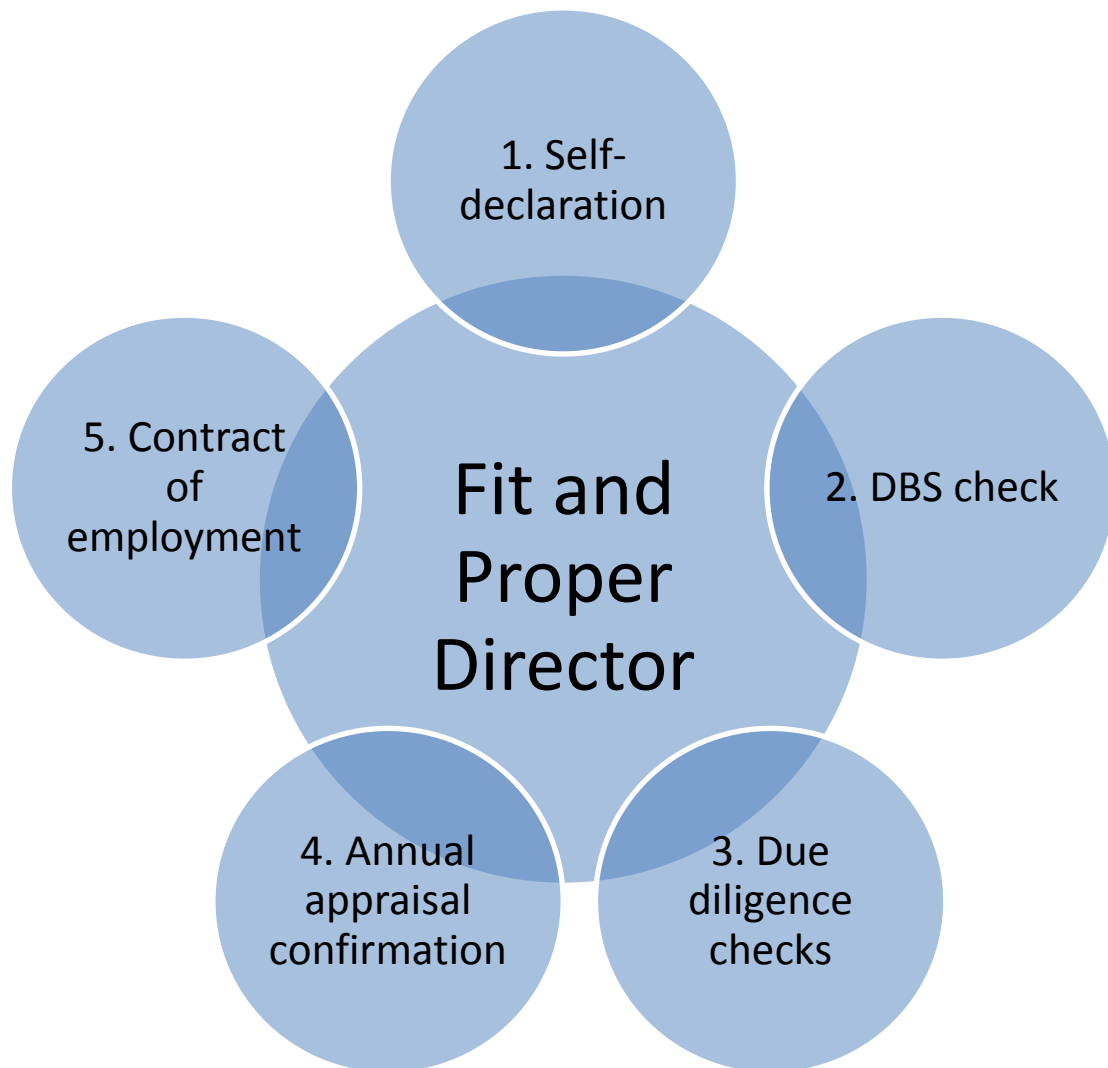 1. Self-
declaration
2. DBS check
3. Due
diligence
checks
4. Annual
appraisal
confirmation
5. Contract
of
employment
Fit and
Proper
Director